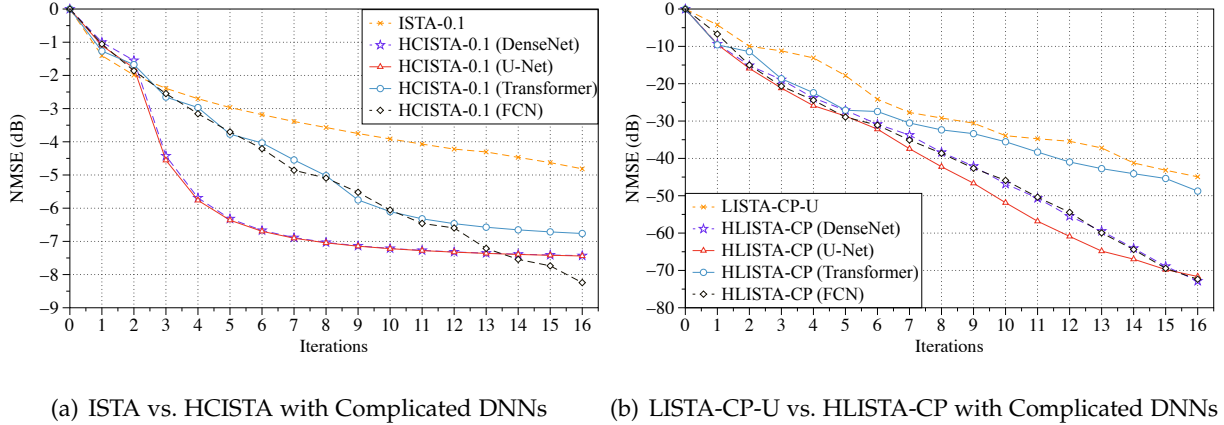 0
−1
−2
−3
−4
−5
−6
−7
−8
−9
NMSE (dB)
0 1 2 3 4 5 6 7 8 9 10 11 12 13 14 15 16
Iterations
ISTA-0.1
HCISTA-0.1 (DenseNet)
HCISTA-0.1 (U-Net)
HCISTA-0.1 (Transformer)
HCISTA-0.1 (FCN)
(a) ISTA vs. HCISTA with Complicated DNNs
0
−10
−20
−30
−40
−50
−60
−70
−80
NMSE (dB)
0 1 2 3 4 5 6 7 8 9 10 11 12 13 14 15 16
Iterations
LISTA-CP-U
HLISTA-CP (DenseNet)
HLISTA-CP (U-Net)
HLISTA-CP (Transformer)
HLISTA-CP (FCN)
(b) LISTA-CP-U vs. HLISTA-CP with Complicated DNNs